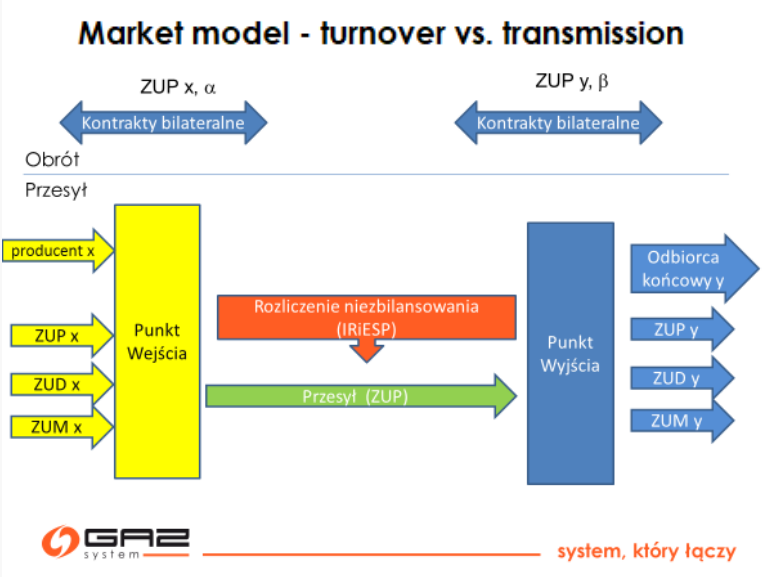 Market model - turnover vs. transmission
ZUP x, α
ZUP y, β
Kontrakty bilateralne
Kontrakty bilateralne
Obrót
Przesył
producent x
ZUP x
ZUD x
ZUM x
Punkt
Wejścia
Rozliczenie niezbilansowania
(IRiESP)
Przesył (ZUP)
Punkt
Wyjścia
Odbiorca
końcowy y
ZUP y
ZUD y
ZUM y
GAZ
system
system, który łączy